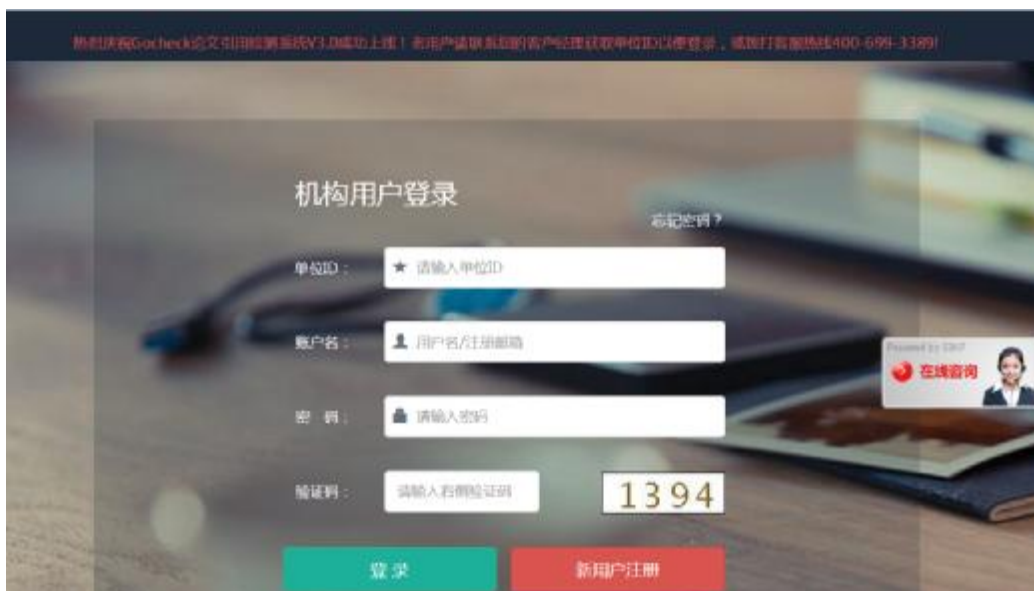 热烈庆祝Gocheck论文引用检测系统V3.0成功上线！老用户请联系您的客户经理获取单位ID以便登录，或拨打客服热线400-699-3389!
机构用户登录
忘记密码？
单位ID：
请输入单位ID
账户名：
用户名/注册邮箱
在线咨询
密 码：
请输入密码
验证码：
请输入右侧验证码
1394
登 录
新用户注册